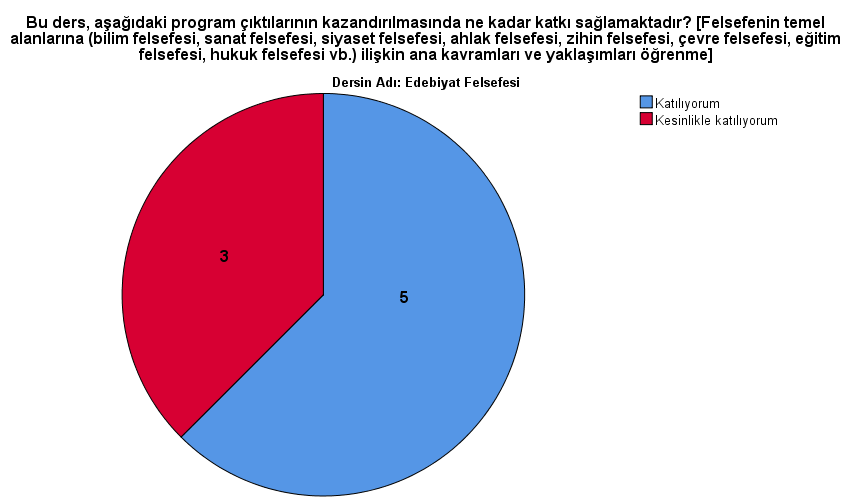 Bu ders, aşağıdaki program çıktılarının kazandırılmasında ne kadar katkı sağlamaktadır? [Felsefenin temel
alanlarına (bilim felsefesi, sanat felsefesi, siyaset felsefesi, ahlak felsefesi, zihin felsefesi, çevre felsefesi, eğitim
felsefesi, hukuk felsefesi vb.) ilişkin ana kavramları ve yaklaşımları öğrenme]
Dersin Adı: Edebiyat Felsefesi
Katılıyorum
Kesinlikle katılıyorum
3
5